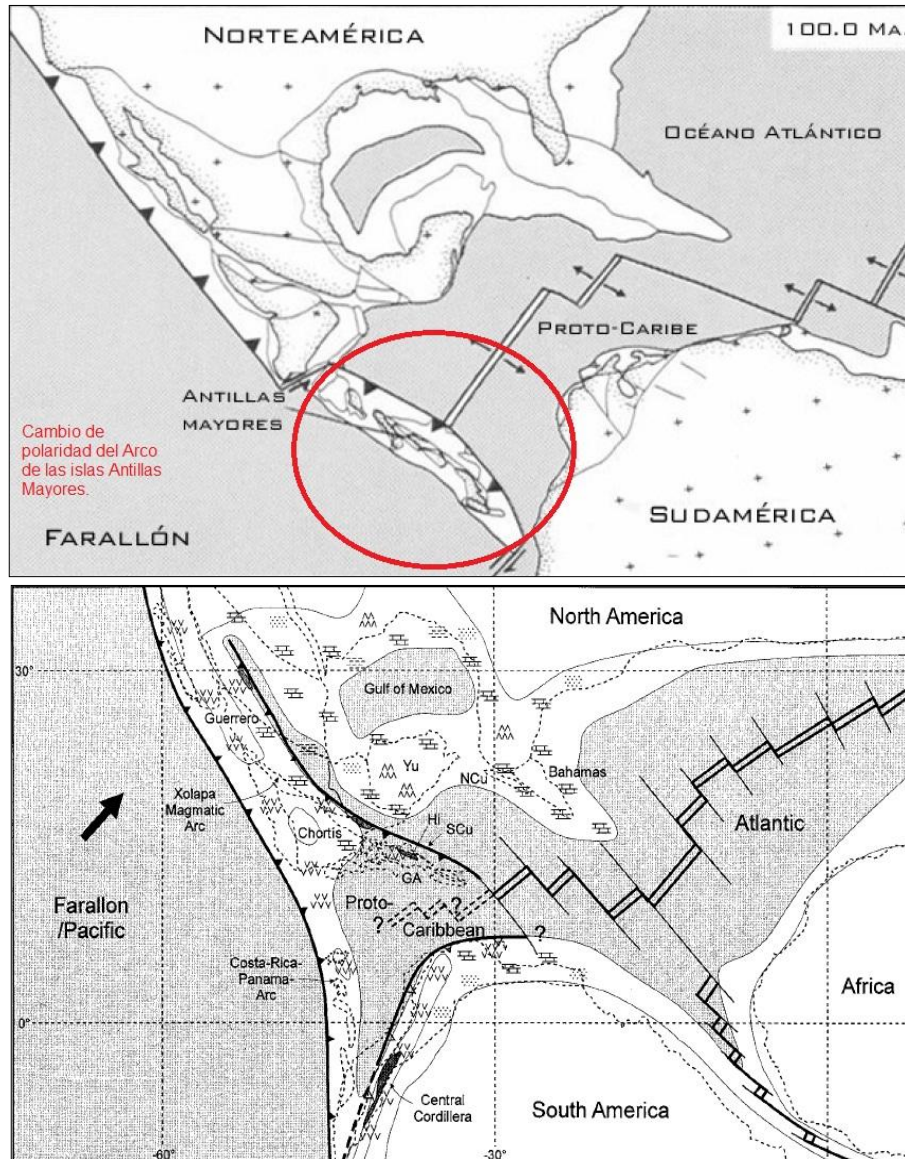 NORTEAMÉRICA
100.0 MA.
OCÉANO ATLÁNTICO
PROTO-CARIBE
ANTILLAS
MAYORES
Cambio de
polaridad del Arco
de las islas Antillas
Mayores.
SUDAMÉRICA
FARALLÓN
North America
30°
Gulf of Mexico
Guerrero
Yu
NCu
Bahamas
Xolapa
Magmatic
Arc
Chortis
Hi
SCu
Atlantic
GA
Proto-
?
?
Caribbean
?
Farallon
/Pacific
Costa-Rica-
Panama-
Arc
Africa
0°
Central
Cordillera
South America
-60°
-30°